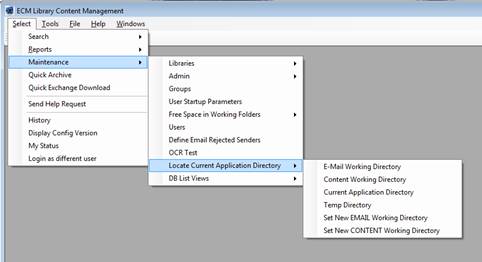 ECM Library Content Management
Select Tools File Help Windows
Search
Reports
Maintenance
Quick Archive
Quick Exchange Download
Send Help Request
History
Display Config Version
My Status
Login as different user
Libraries
Admin
Groups
User Startup Parameters
Free Space in Working Folders
Users
Define Email Rejected Senders
OCR Test
Locate Current Application Directory
DB List Views
E-Mail Working Directory
Content Working Directory
Current Application Directory
Temp Directory
Set New EMAIL Working Directory
Set New CONTENT Working Directory